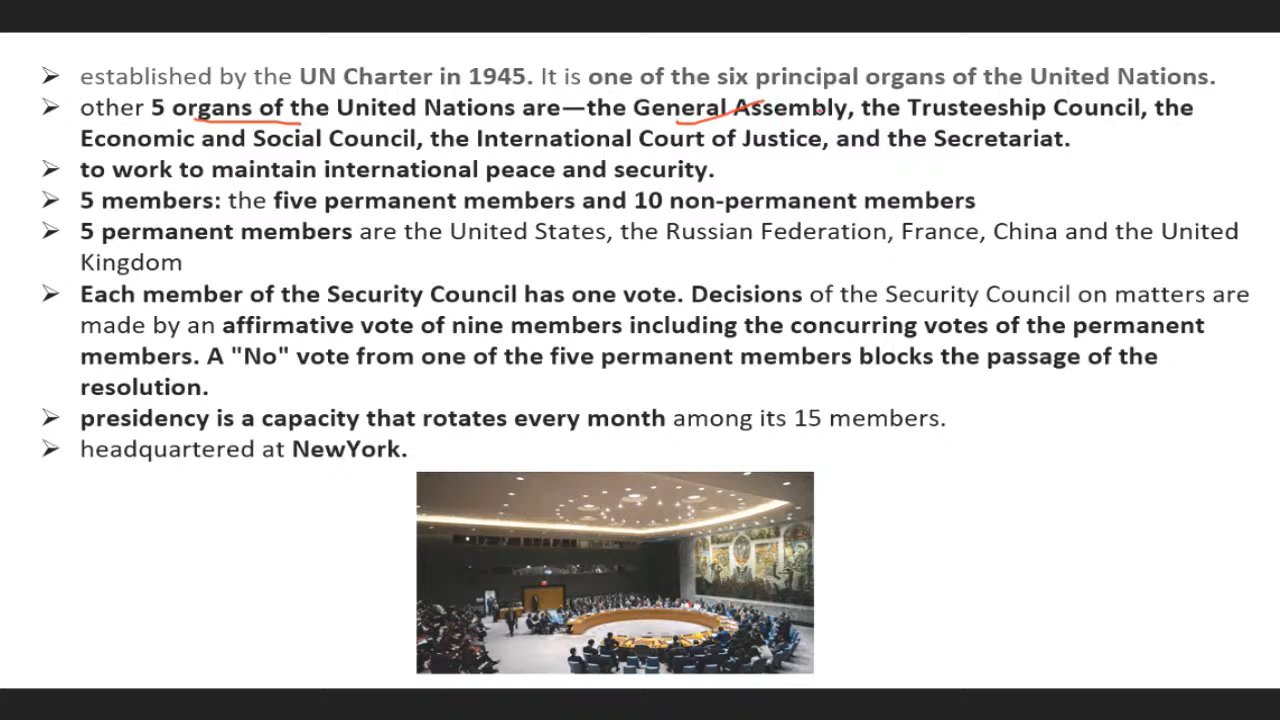 ➢ established by the UN Charter in 1945. It is one of the six principal organs of the United Nations.
➢ other 5 organs of the United Nations are—the General Assembly, the Trusteeship Council, the
Economic and Social Council, the International Court of Justice, and the Secretariat.
➢ to work to maintain international peace and security.
➢ 5 members: the five permanent members and 10 non-permanent members
➢ 5 permanent members are the United States, the Russian Federation, France, China and the United
Kingdom
➢ Each member of the Security Council has one vote. Decisions of the Security Council on matters are
made by an affirmative vote of nine members including the concurring votes of the permanent
members. A "No" vote from one of the five permanent members blocks the passage of the
resolution.
➢ presidency is a capacity that rotates every month among its 15 members.
➢ headquartered at NewYork.